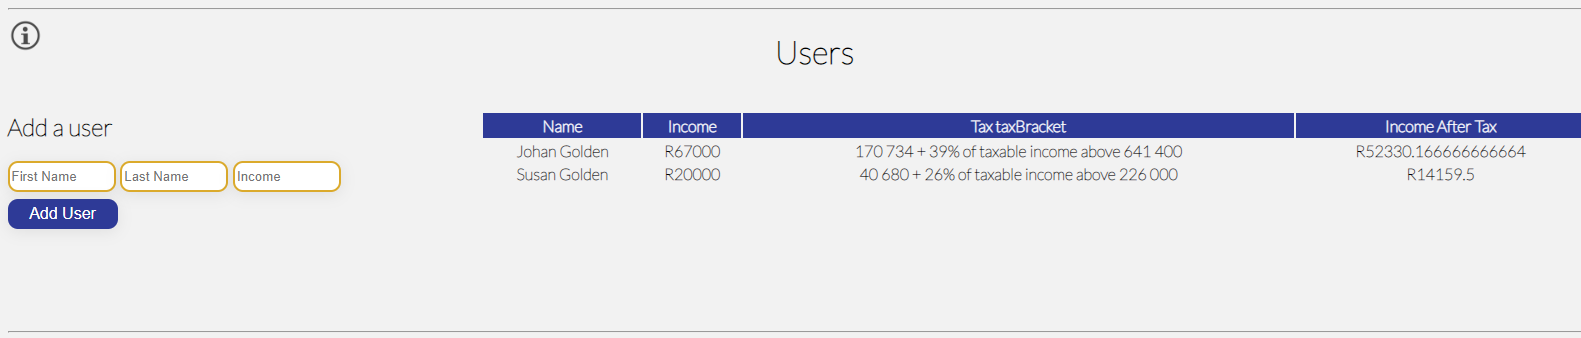 Users
Add a user
First Name Last Name Income
Add User
Name Income Tax taxBracket Income After Tax
Johan Golden R67000 170 734 + 39% of taxable income above 641 400 R52330.166666666664
Susan Golden R20000 40 680 + 26% of taxable income above 226 000 R14159.5